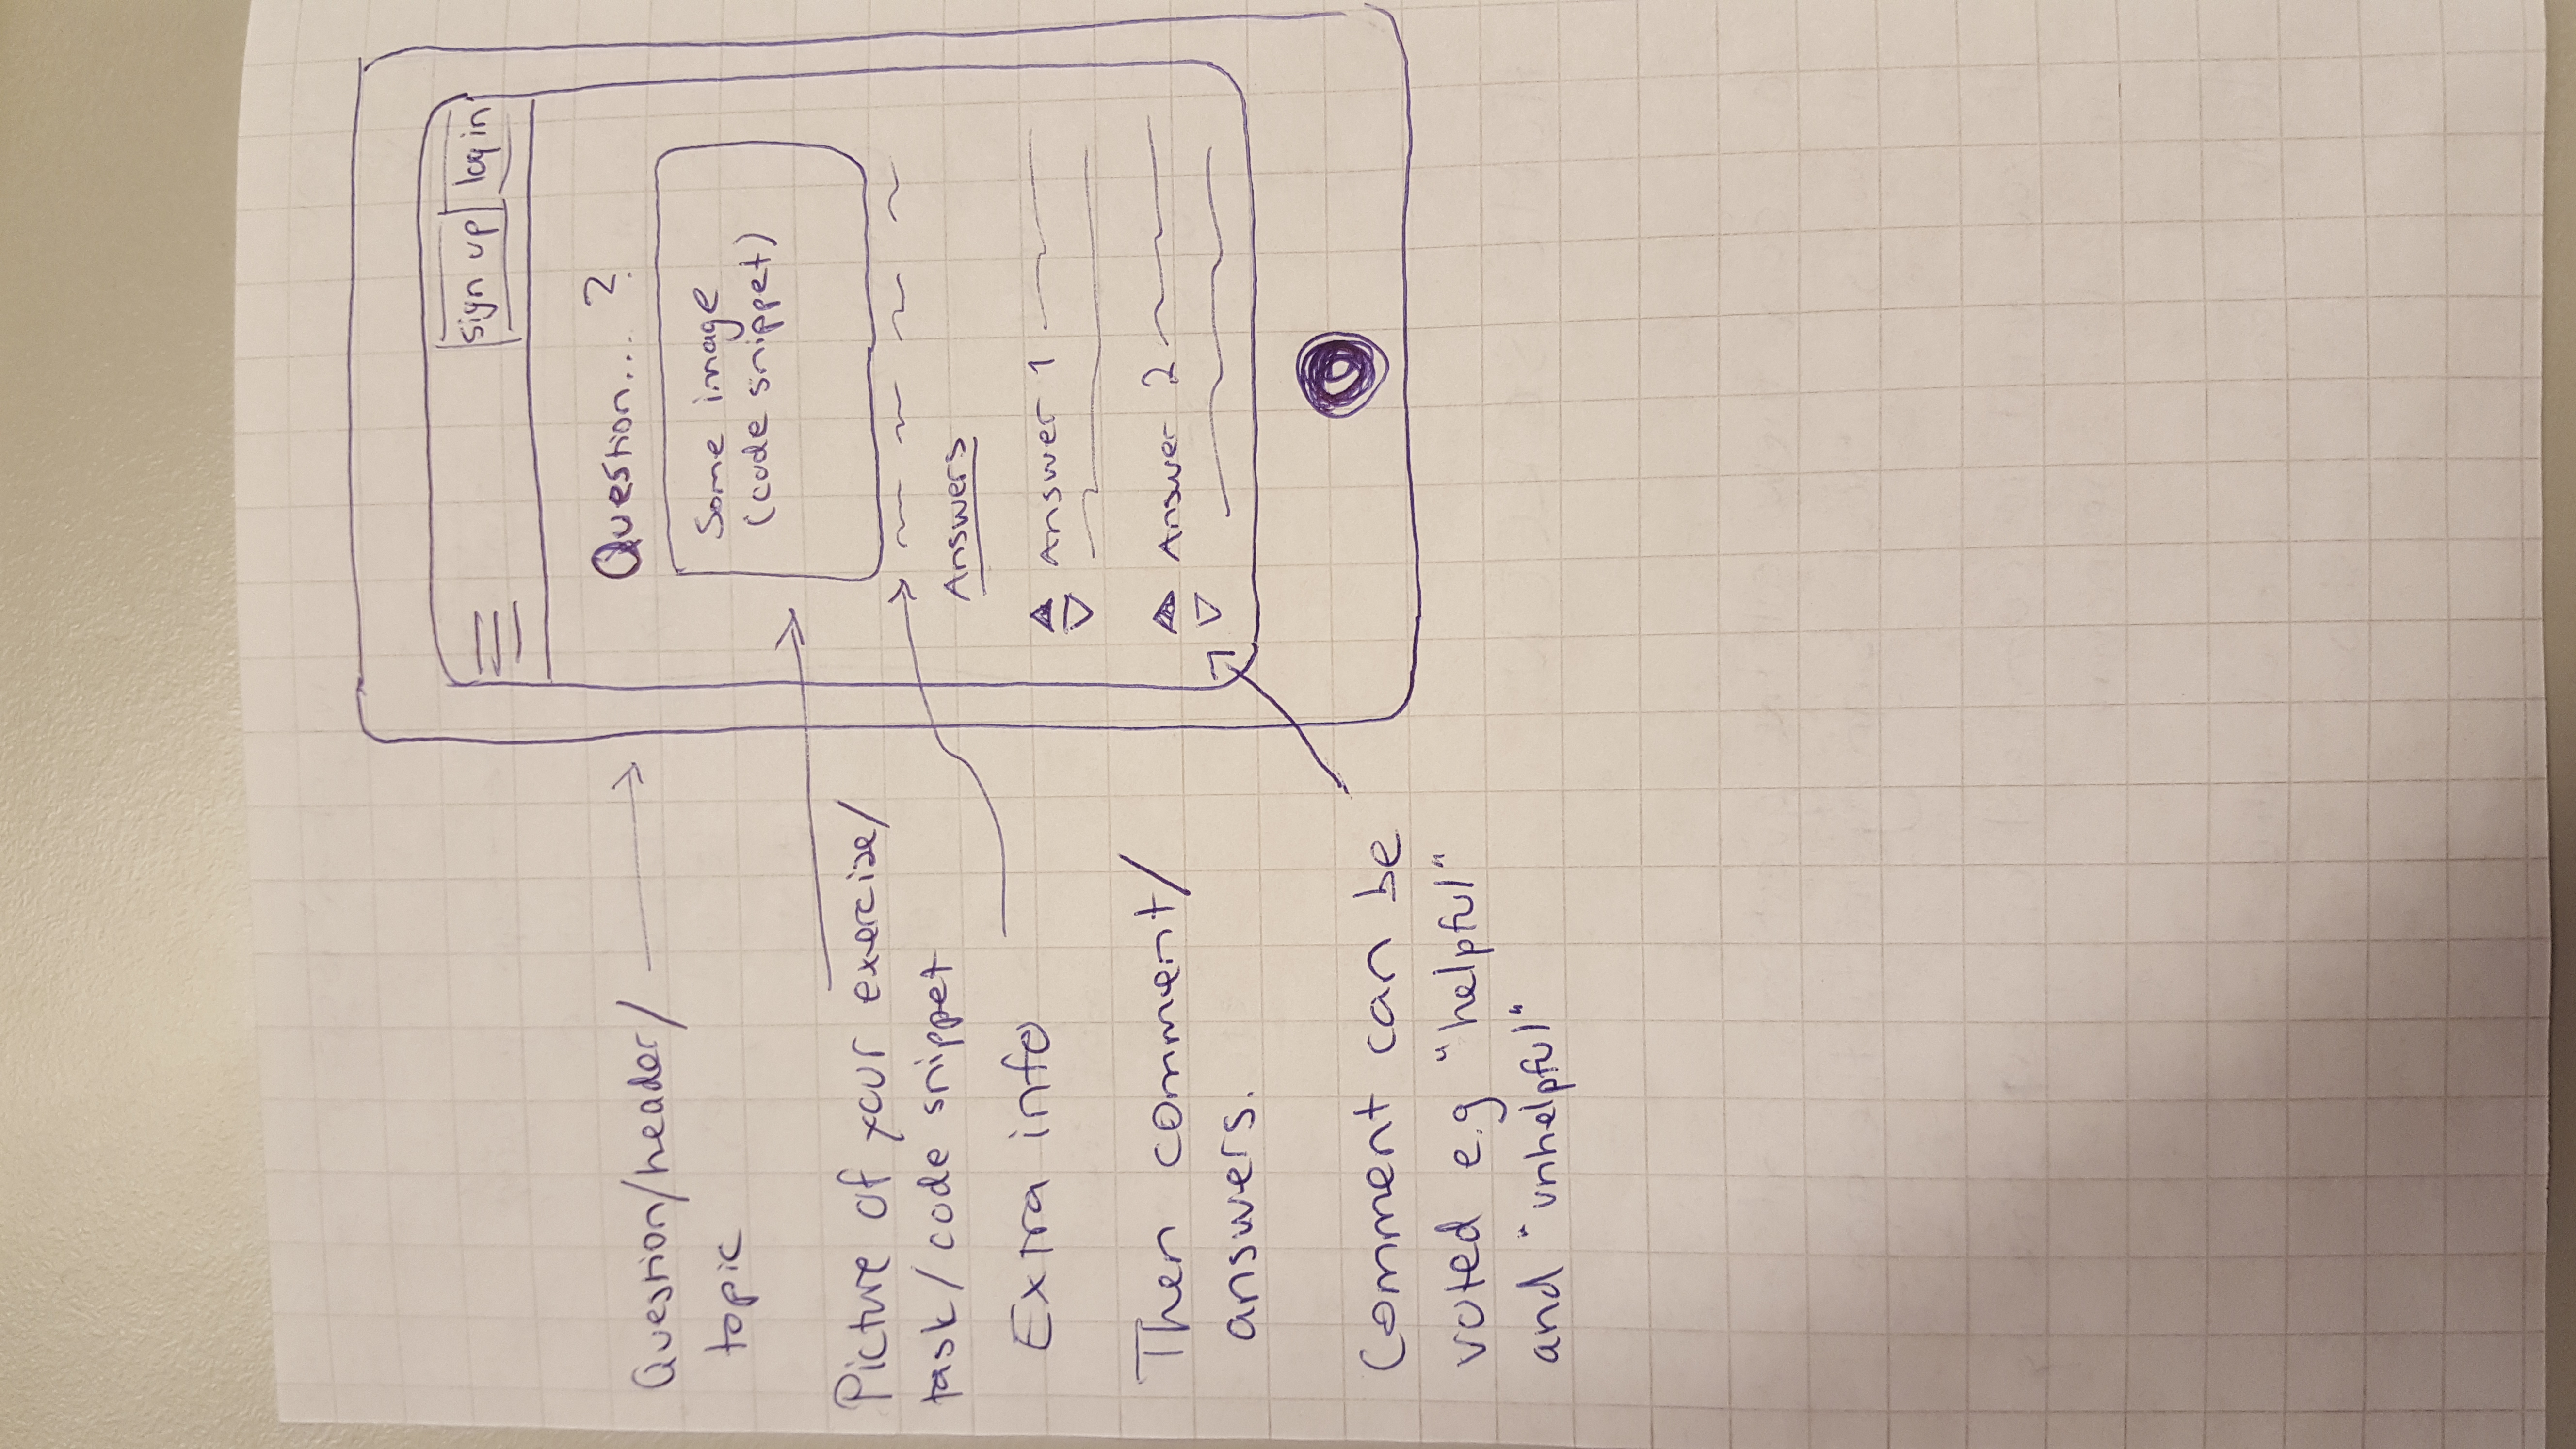 Question/header/
topic
Picture of your exercise/
task/code snippet
Extra info
Then comment/
answers.
Comment can be
voted e.g "helpful"
and "unhelpful"
sign up log in
Question... ?
Some image
(code snippet)
Answers
Answer 1
Answer 2